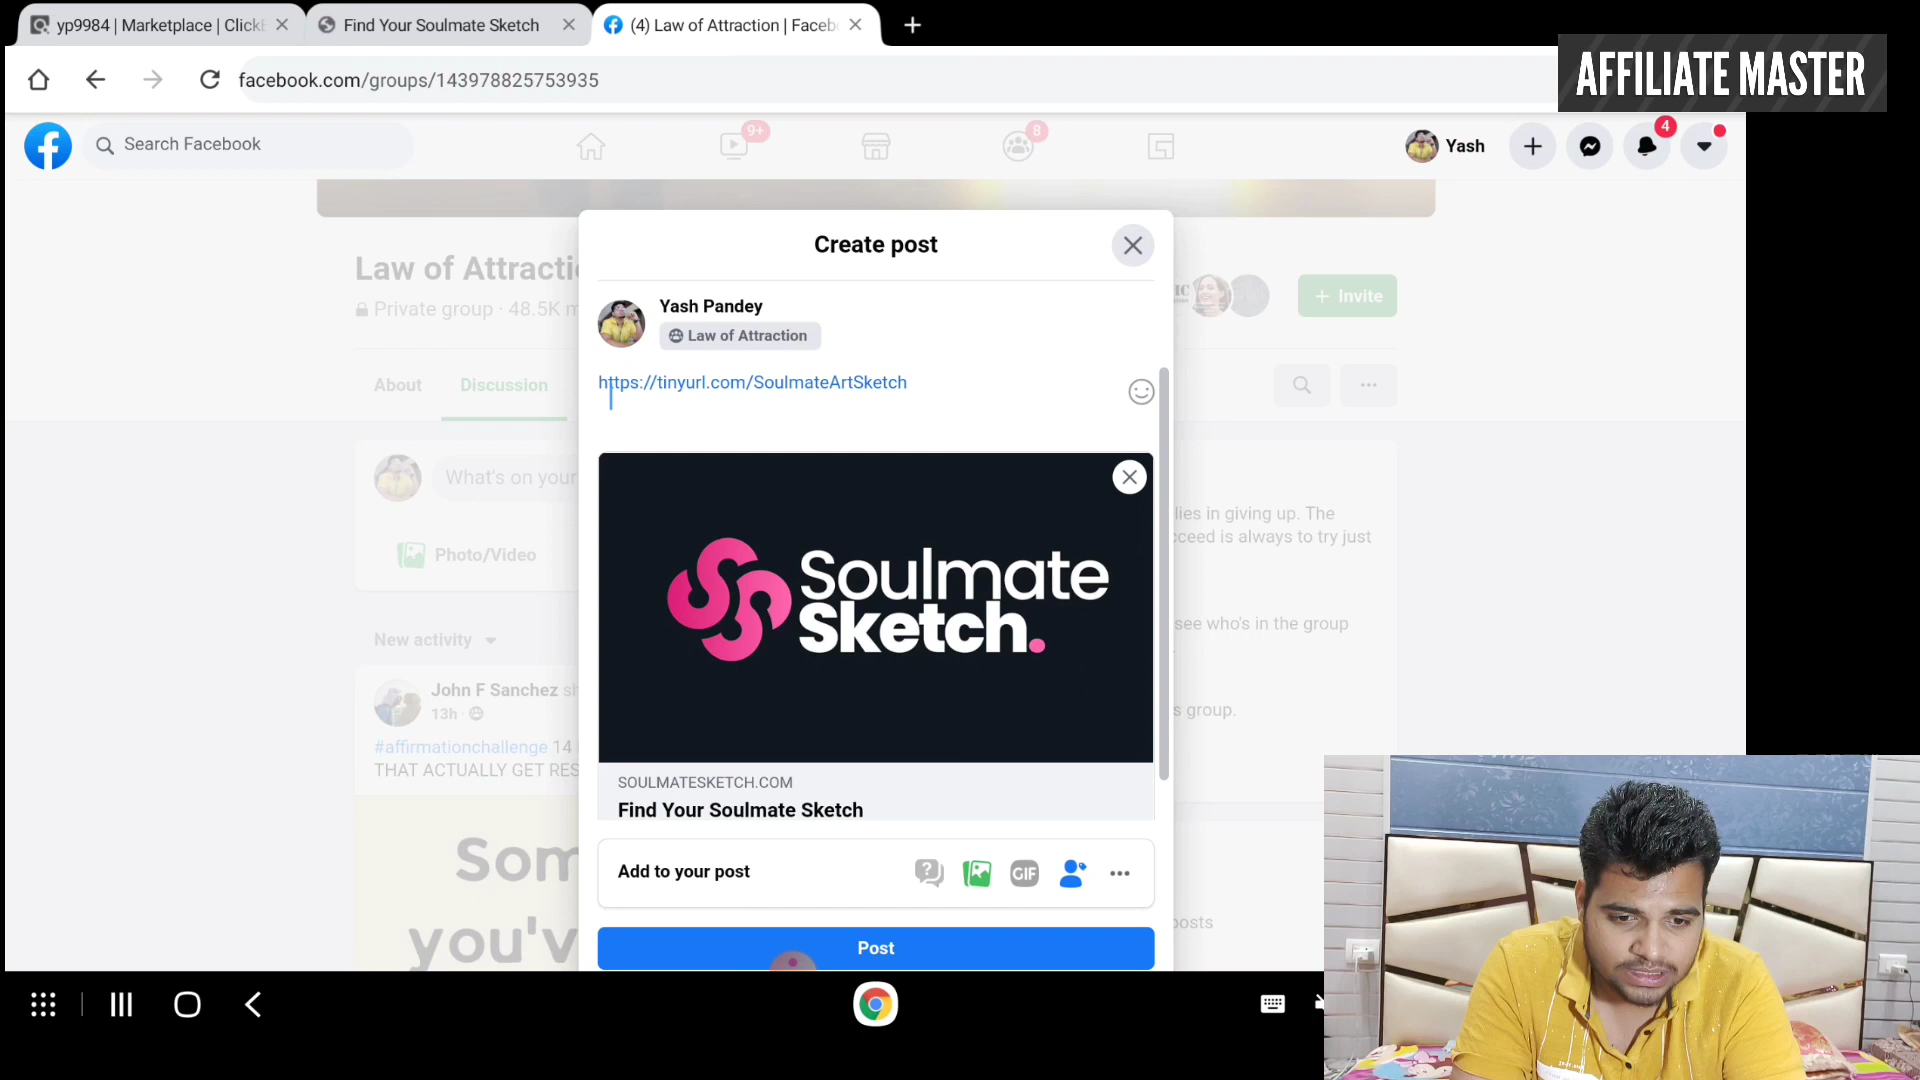 yp9984 | Marketplace | Click
Find Your Soulmate Sketch
(4) Law of Attraction | Faceb
facebook.com/groups/143978825753935
AFFILIATE MASTER
Search Facebook
9+
8
Yash
4
Create post
Law of Attracti
Private group · 48.5K m
Yash Pandey
Law of Attraction
+ Invite
About
Discussion
https://tinyurl.com/SoulmateArtSketch
What's on your
Photo/Video
lies in giving up. The
ceed is always to try just
Soulmate
Sketch.
see who's in the group
New activity
John F Sanchez sh
13h
s group.
#affirmationchallenge 14
THAT ACTUALLY GET RES
SOULMATESKETCH.COM
Find Your Soulmate Sketch
Som
you'v
Add to your post
GIF
posts
Post